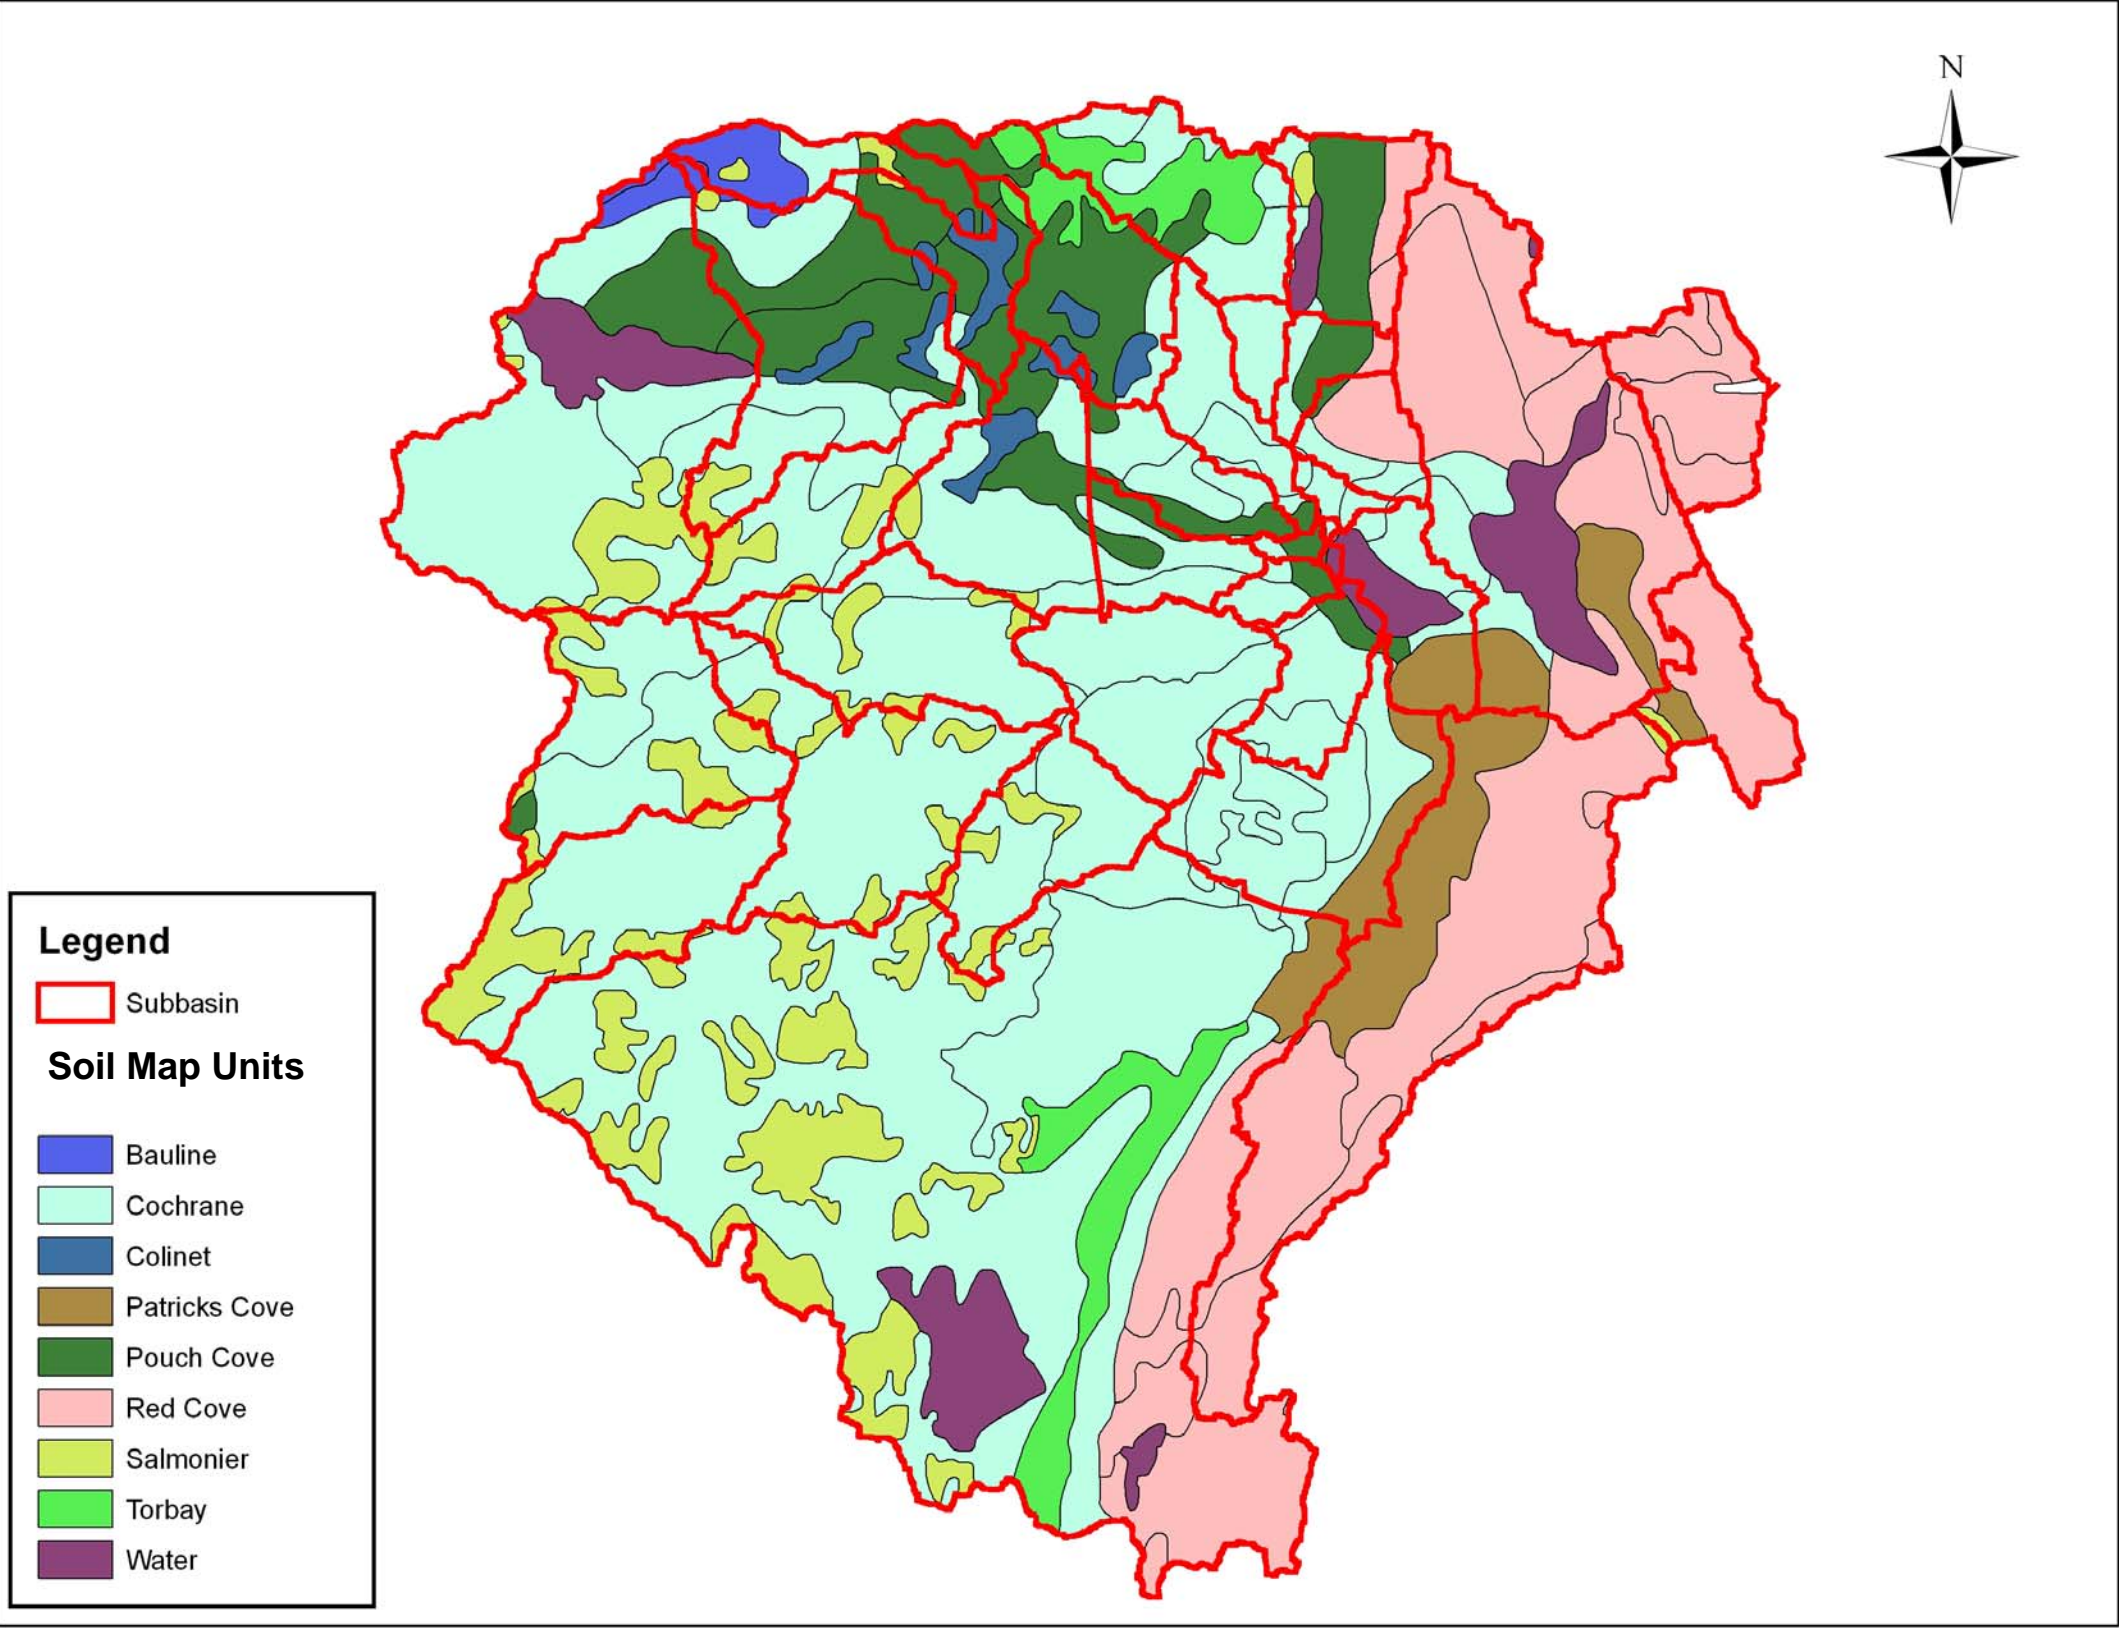 N
Legend
Subbasin
Soil Map Units
Bauline
Cochrane
Colinet
Patricks Cove
Pouch Cove
Red Cove
Salmonier
Torbay
Water